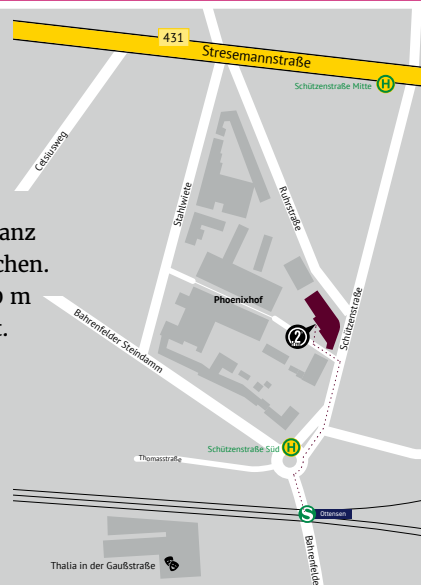 431
Stresemannstraße
Schützenstraße Mitte
H
Celsiusweg
Stahlwiete
Ruhrstraße
anz
chen.
m
t.
Phoenixhof
Schützenstraße
2
Bahrenfelder Steindamm
Schützenstraße Süd
H
Thomasstraße
S
Ottensen
Bahrenfelde
Thalia in der Gaußstraße